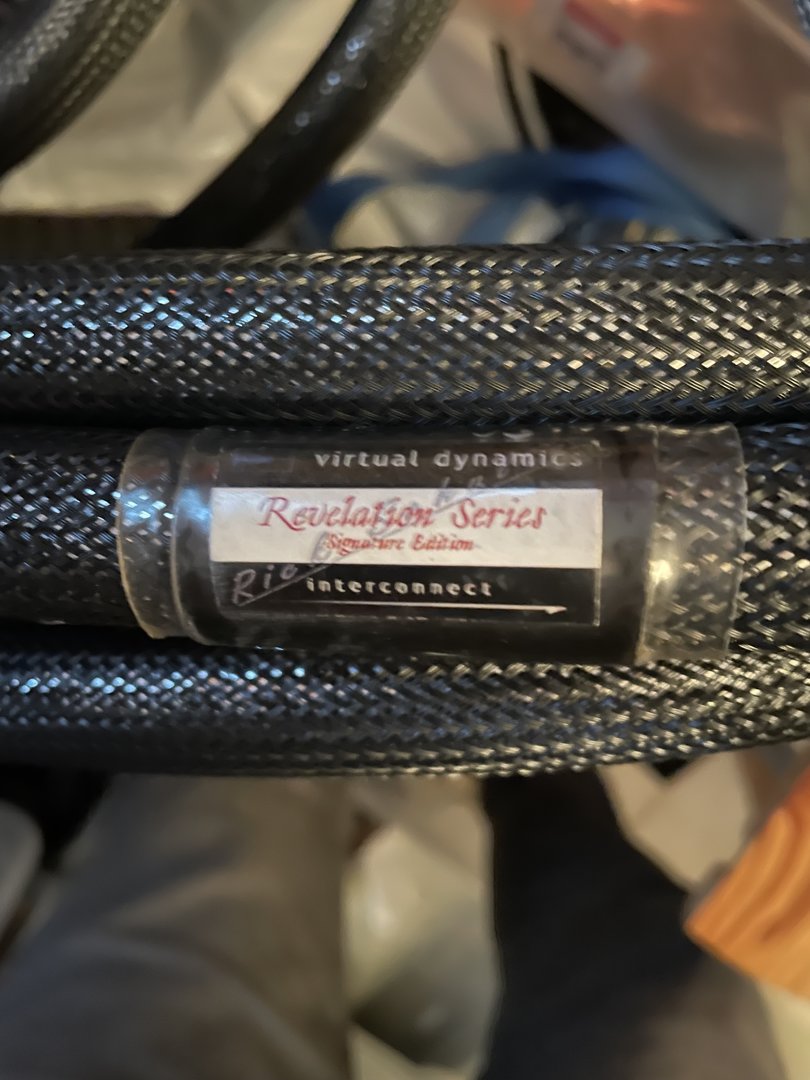 virtual dynamics
Revelation Series
Signature Edition
interconnect